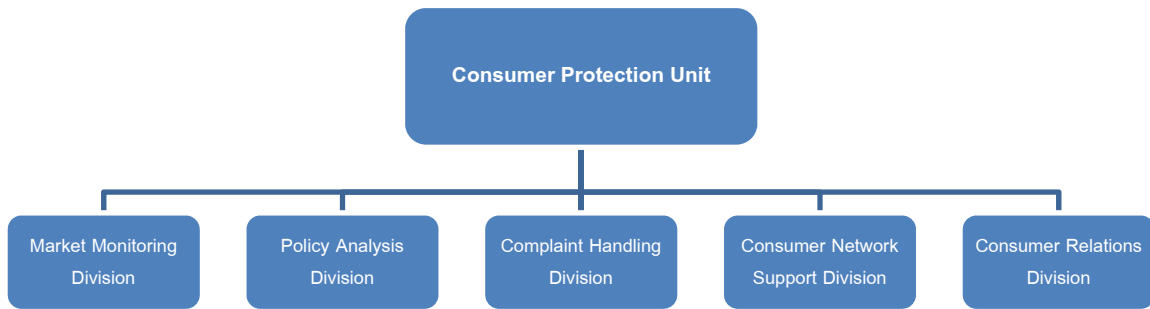 Consumer Protection Unit
Market Monitoring
Division
Policy Analysis
Division
Complaint Handling
Division
Consumer Network
Support Division
Consumer Relations
Division